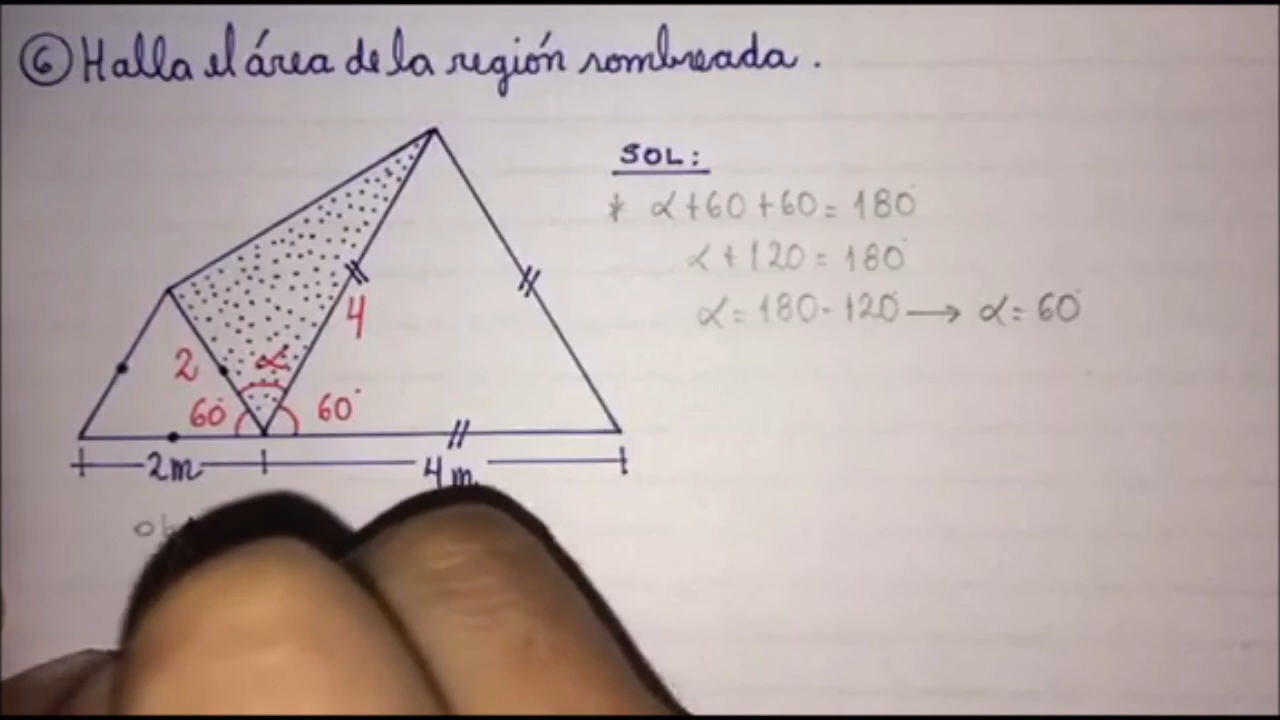 6 Halla el área de la región sombreada.
SOL:
* α+60+60=180°
α+120=180°
α=180-120 → α=60°
4
2
α
60°
60°
2m
4m